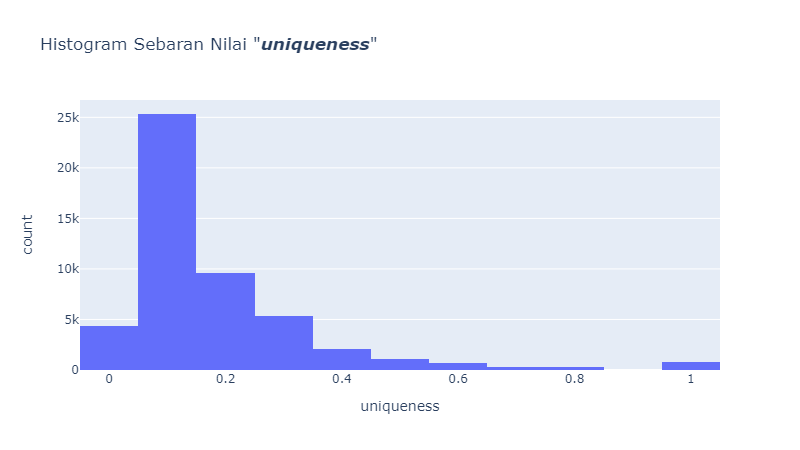 Histogram Sebaran Nilai "uniqueness"
25k
20k
15k
10k
5k
0
count
0 0.2 0.4 0.6 0.8 1
uniqueness